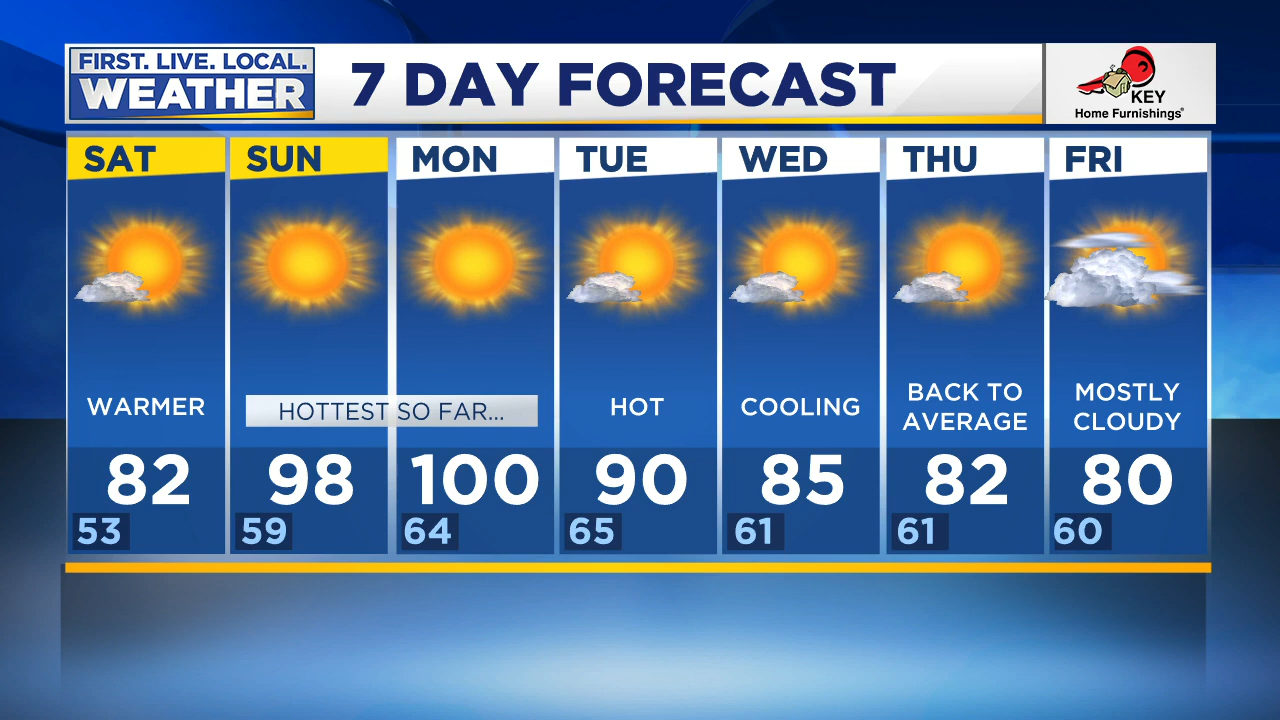 FIRST. LIVE. LOCAL.
WEATHER
7 DAY FORECAST
KEY
Home Furnishings®
SAT SUN MON TUE WED THU FRI
WARMER
HOTTEST SO FAR...
HOT
COOLING
BACK TO
AVERAGE
MOSTLY
CLOUDY
82 98 100 90 85 82 80
53 59 64 65 61 61 60